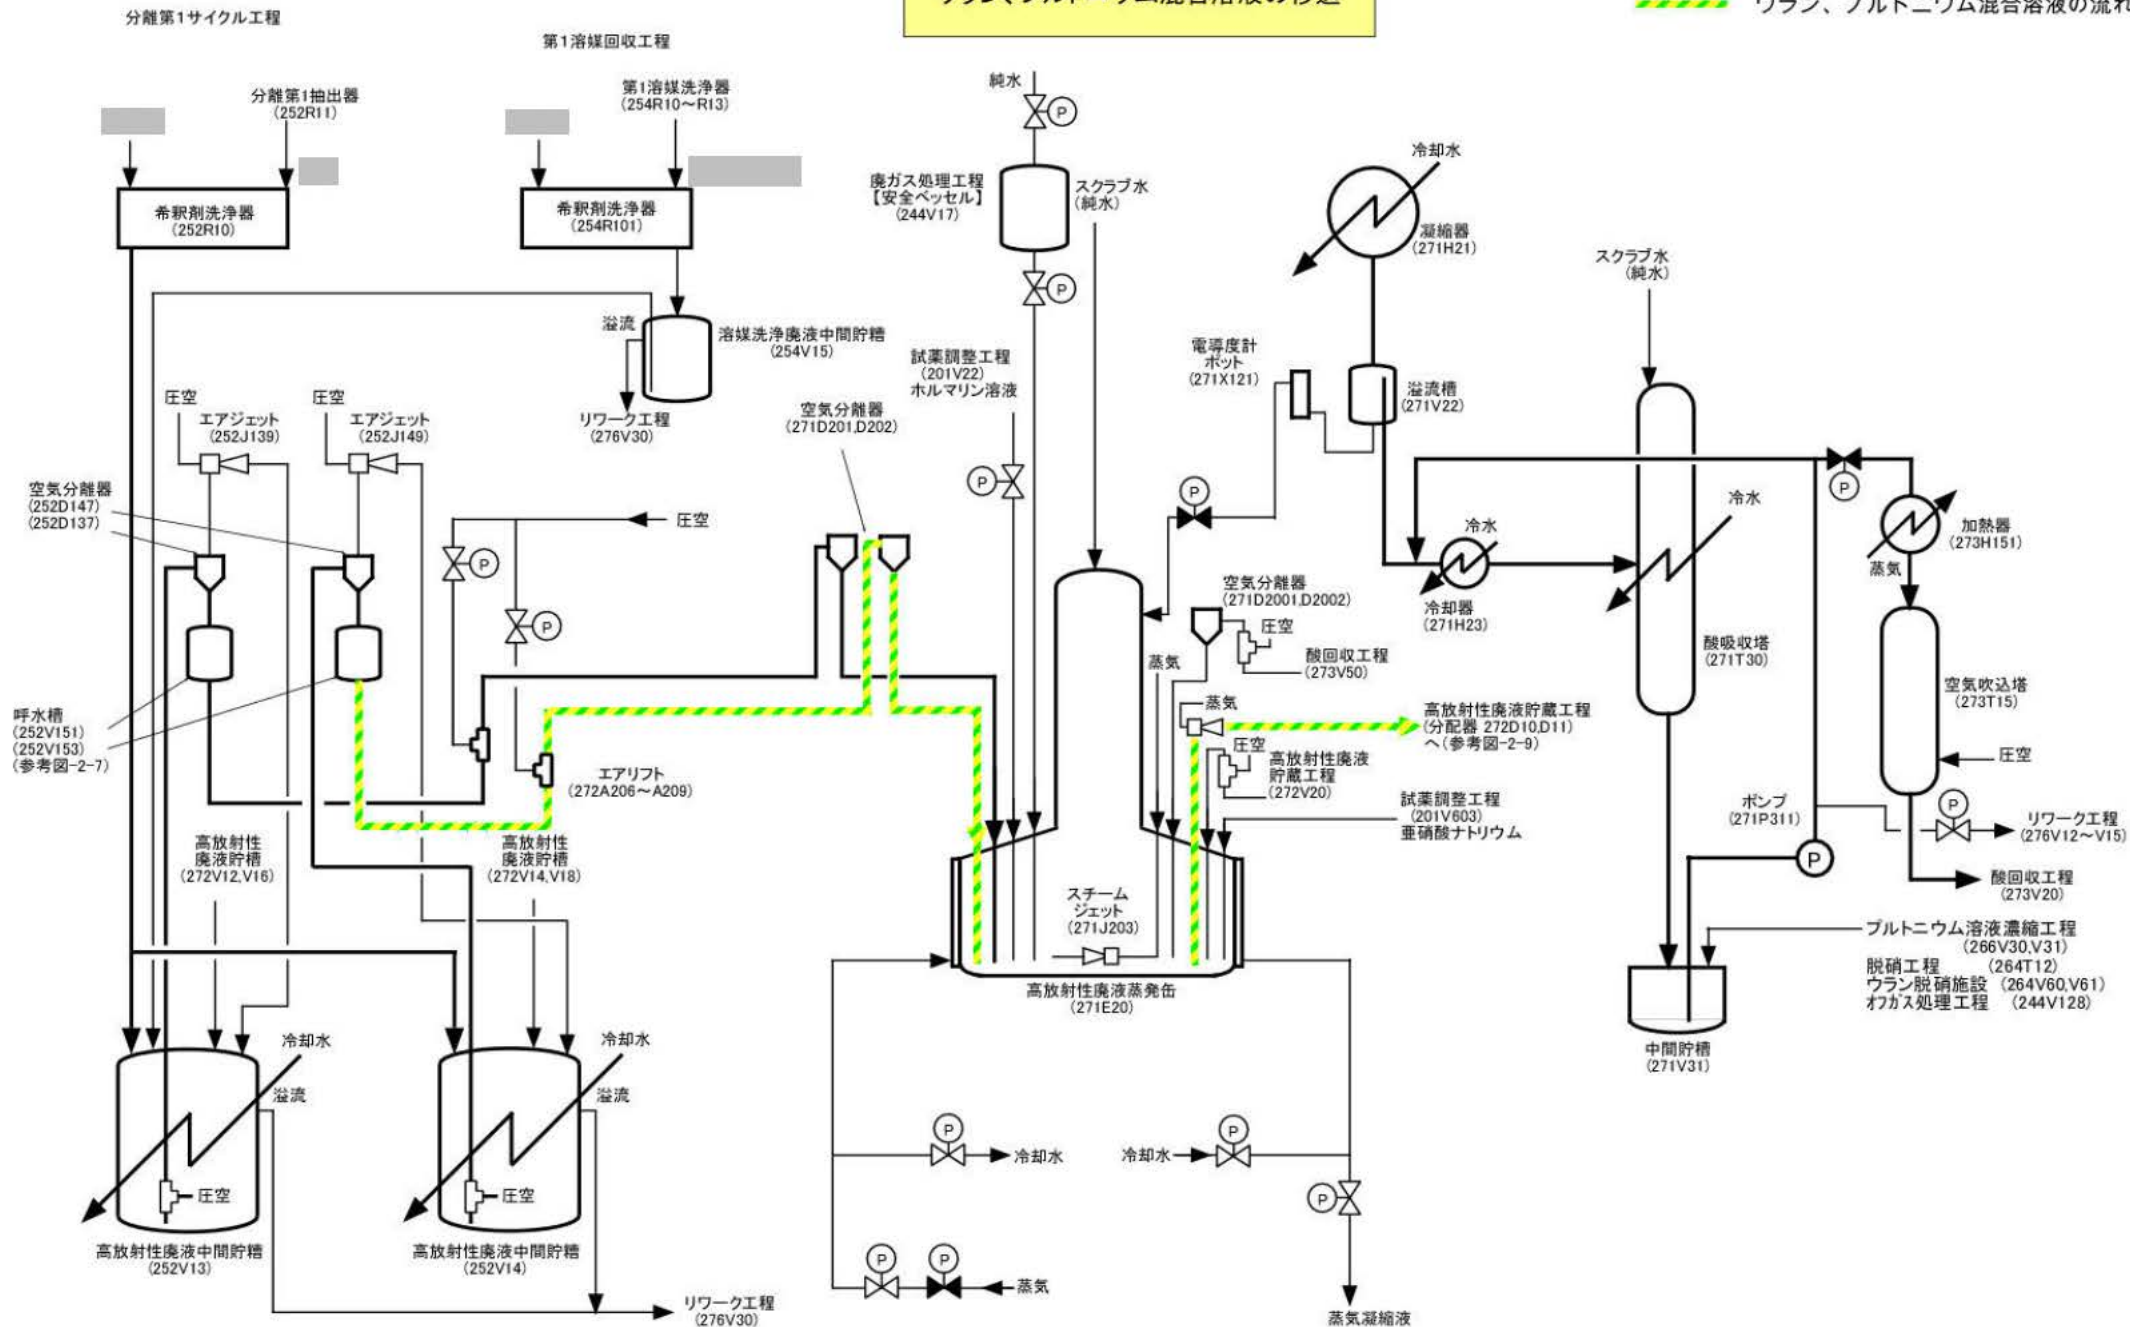 分離第1サイクル工程
ウラン、プルトニウム混合溶液の移送
ウラン、プルトニウム混合溶液の流れ
第1溶媒回収工程
分離第1抽出器
(252R11)
第1溶媒洗浄器
(254R10～R13)
希釈剤洗浄器
(252R10)
希釈剤洗浄器
(254R101)
純水
P
廃ガス処理工程
【安全ベッセル】
(244V17)
スクラブ水
(純水)
P
冷却水
凝縮器
(271H21)
スクラブ水
(純水)
溢流
溶媒洗浄廃液中間貯糟
(254V15)
リワーク工程
(276V30)
試薬調整工程
(201V22)
ホルマリン溶液
P
電導度計
ポット
(271X121)
溢流槽
(271V22)
圧空
エアジェット
(252J139)
圧空
エアジェット
(252J149)
空気分離器
(271D201,D202)
空気分離器
(252D147)
(252D137)
圧空
P
P
P
冷水
冷却器
(271H23)
冷水
P
加熱器
(273H151)
蒸気
空気分離器
(271D2001,D2002)
圧空
酸回収工程
(273V50)
蒸気
酸吸収塔
(271T30)
空気吹込塔
(273T15)
圧空
呼水槽
(252V151)
(252V153)
(参考図-2-7)
エアリフト
(272A206～A209)
蒸気
高放射性廃液貯蔵工程
(分配器 272D10,D11)
へ(参考図-2-9)
圧空
高放射性廃液
貯蔵工程
(272V20)
試薬調整工程
(201V603)
亜硝酸ナトリウム
ポンプ
(271P311)
P
P
リワーク工程
(276V12～V15)
酸回収工程
(273V20)
高放射性
廃液貯槽
(272V12,V16)
高放射性
廃液貯槽
(272V14,V18)
スチーム
ジェット
(271J203)
高放射性廃液蒸発缶
(271E20)
プルトニウム溶液濃縮工程
(266V30,V31)
脱硝工程 (264T12)
ウラン脱硝施設 (264V60,V61)
オフガス処理工程 (244V128)
中間貯槽
(271V31)
冷却水
溢流
圧空
高放射性廃液中間貯糟
(252V13)
冷却水
溢流
圧空
高放射性廃液中間貯糟
(252V14)
リワーク工程
(276V30)
P
冷却水
冷却水
P
P
P
P
蒸気
蒸気凝縮液